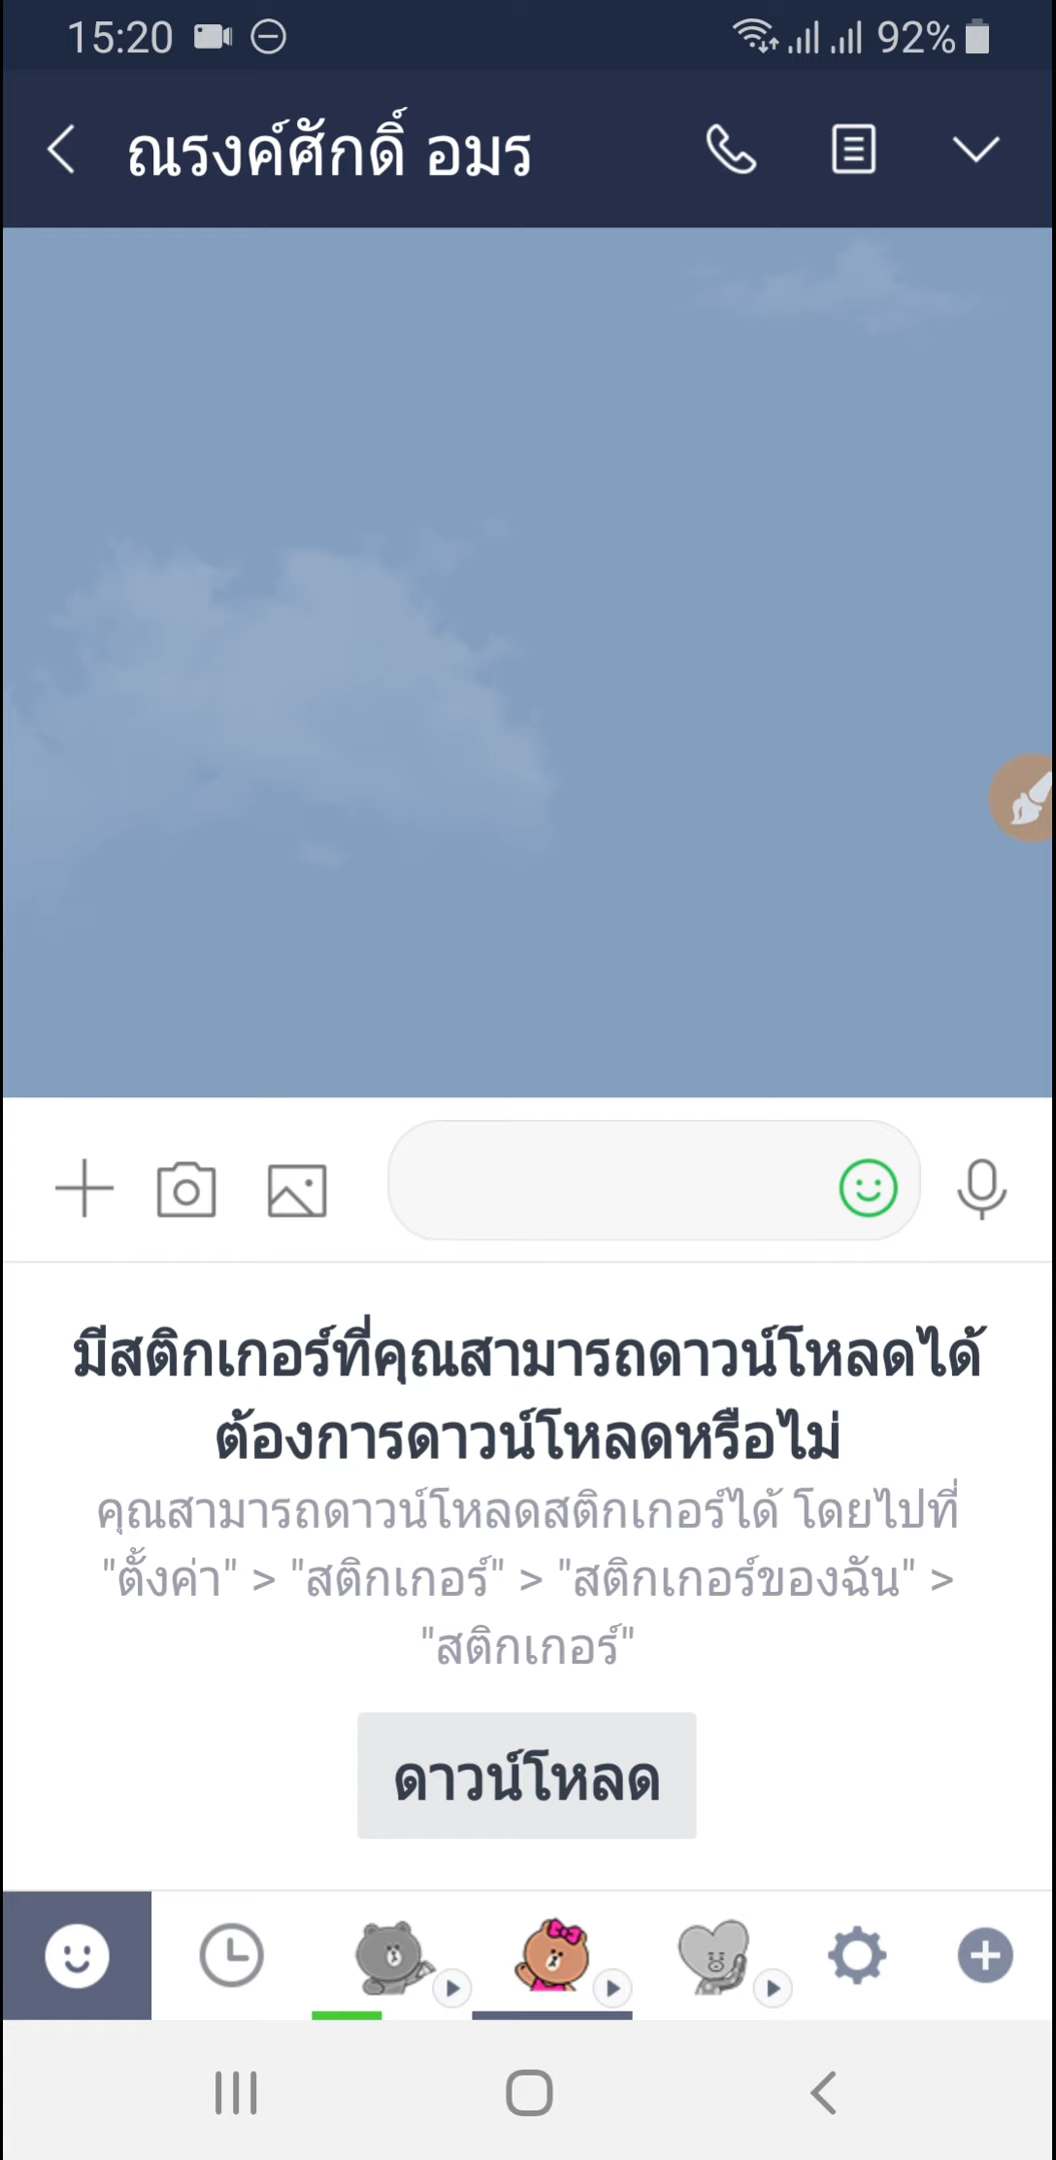 15:20
92%
ณรงค์ศักดิ์ อมร
มีสติกเกอร์ที่คุณสามารถดาวน์โหลดได้
ต้องการดาวน์โหลดหรือไม่
คุณสามารถดาวน์โหลดสติกเกอร์ได้ โดยไปที่
"ตั้งค่า" > "สติกเกอร์" > "สติกเกอร์ของฉัน" >
"สติกเกอร์"
ดาวน์โหลด